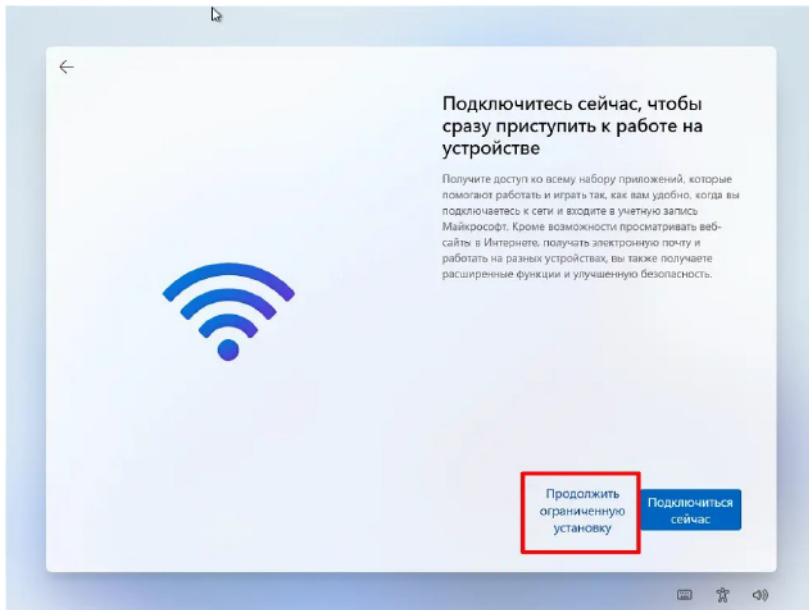 Подключитесь сейчас, чтобы
сразу приступить к работе на
устройстве
Получите доступ ко всему набору приложений, которые
помогают работать и играть так, как вам удобно, когда вы
подключаетесь к сети и входите в учетную запись
Майкрософт. Кроме возможности просматривать веб-
сайты в Интернете, получать электронную почту и
работать на разных устройствах, вы также получаете
расширенные функции и улучшенную безопасность.
Продолжить
ограниченную
установку
Подключиться
сейчас